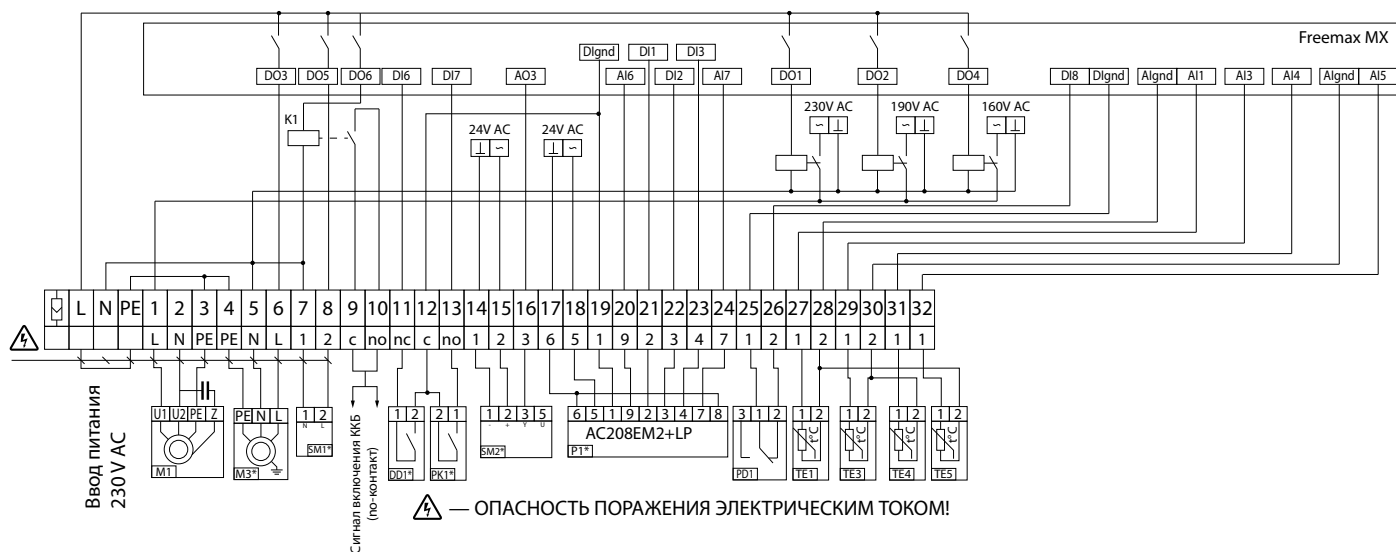 Freemax MX
DIgnd DI1 DI3
DO3 DO5 DO6 DI6 DI7 AO3 AI6 DI2 AI7 DO1 DO2 DO4 DI8 DIgnd AIgnd AI1 AI3 AI4 AIgnd AI5
K1
230V AC 190V AC 160V AC
24V AC 24V AC
L N PE 1 2 3 4 5 6 7 8 9 10 11 12 13 14 15 16 17 18 19 20 21 22 23 24 25 26 27 28 29 30 31 32
L N PE PE N L 1 2 c no nc c no 1 2 3 6 5 1 9 2 3 4 7 1 2 1 2 1 2 1 1
Ввод питания
230 V AC
U1 U2 PE Z
M1
PE N L
M3*
1 2
N L
SM1*
Сигнал включения ККБ
(no-контакт)
1 2
DD1*
2 1
PK1*
1 2 3 5
- + Y U
SM2*
6 5 1 9 2 3 4 7 8
AC208EM2+LP
P1*
3 1 2
PD1
1 2
t°C
TE1
1 2
t°C
TE3
1 2
t°C
TE4
1 2
t°C
TE5
— ОПАСНОСТЬ ПОРАЖЕНИЯ ЭЛЕКТРИЧЕСКИМ ТОКОМ!